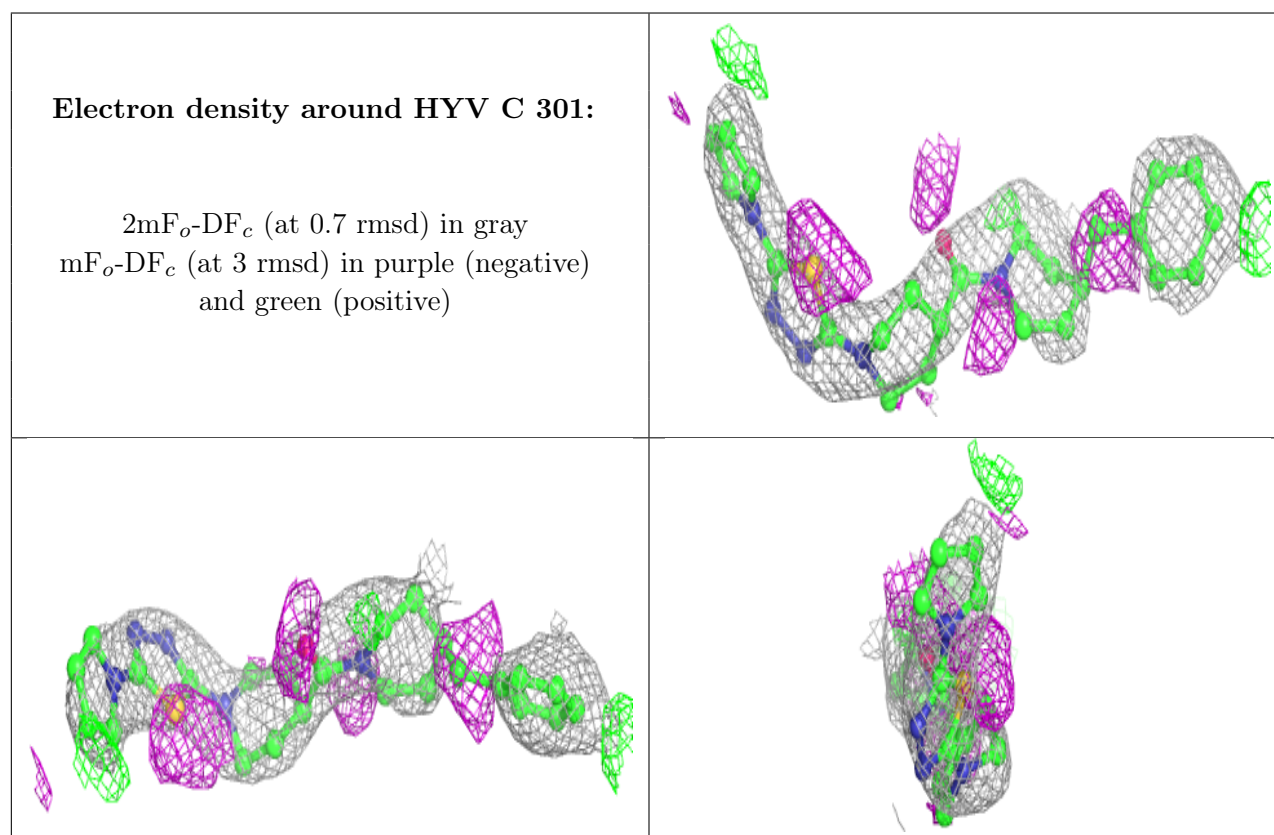 Electron density around HYV C 301:
2mFo-DFc (at 0.7 rmsd) in gray
mFo-DFc (at 3 rmsd) in purple (negative)
and green (positive)